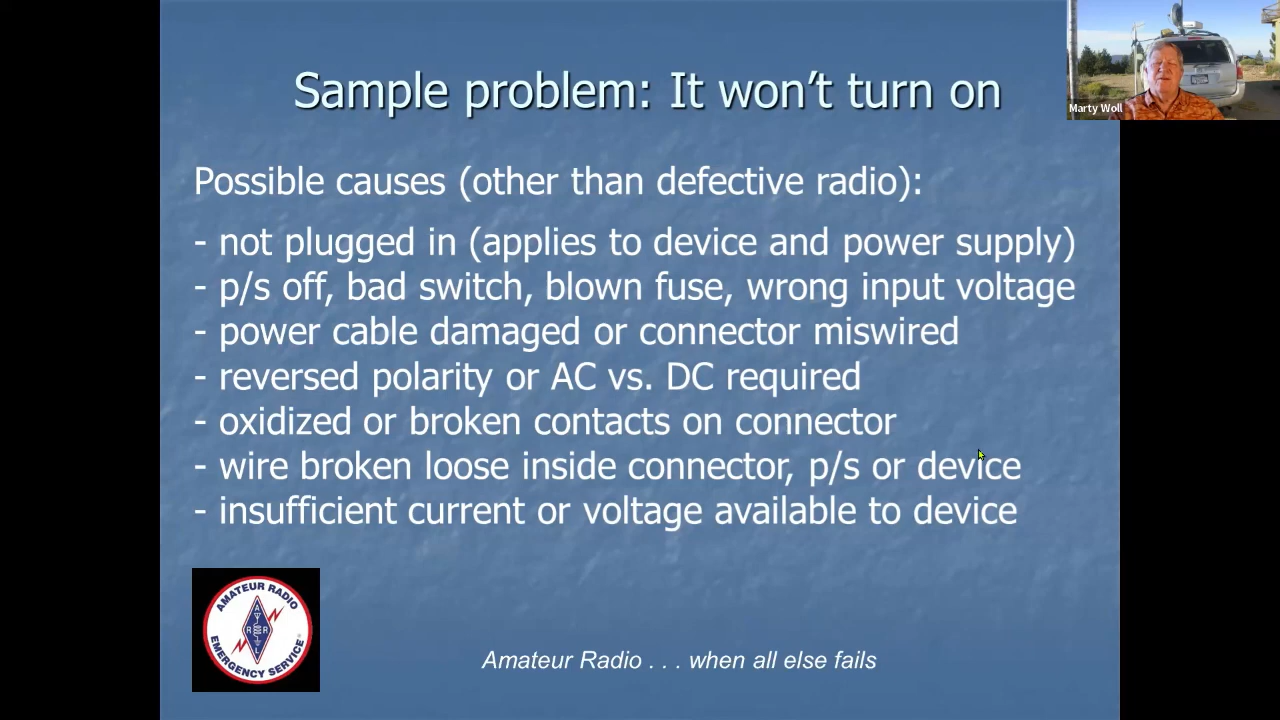 Sample problem: It won’t turn on
Marty Woll
Possible causes (other than defective radio):
- not plugged in (applies to device and power supply)
- p/s off, bad switch, blown fuse, wrong input voltage
- power cable damaged or connector miswired
- reversed polarity or AC vs. DC required
- oxidized or broken contacts on connector
- wire broken loose inside connector, p/s or device
- insufficient current or voltage available to device
AMATEUR RADIO
A
R R
L
EMERGENCY SERVICE
Amateur Radio . . . when all else fails